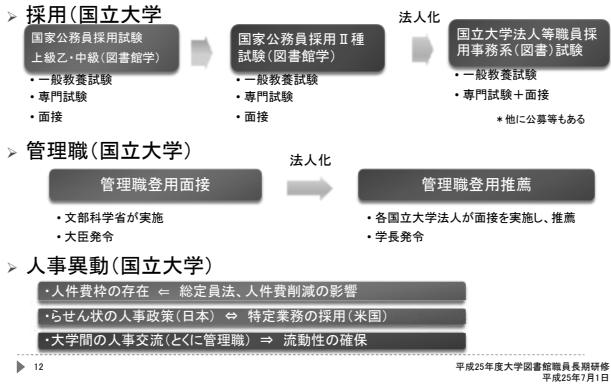 ➢ 採用(国立大学
国家公務員採用試験
上級乙・中級(図書館学)
・一般教養試験
・専門試験
・面接
国家公務員採用Ⅱ種
試験(図書館学)
・一般教養試験
・専門試験
・面接
法人化
国立大学法人等職員採
用事務系(図書)試験
・一般教養試験
・専門試験+面接
*他に公募等もある
➢ 管理職(国立大学)
管理職登用面接
・文部科学省が実施
・大臣発令
法人化
管理職登用推薦
・各国立大学法人が面接を実施し、推薦
・学長発令
➢ 人事異動(国立大学)
・人件費枠の存在 ⇐ 総定員法、人件費削減の影響
・らせん状の人事政策(日本) ⇔ 特定業務の採用(米国)
・大学間の人事交流(とくに管理職) ⇒ 流動性の確保
12
平成25年度大学図書館職員長期研修
平成25年7月1日